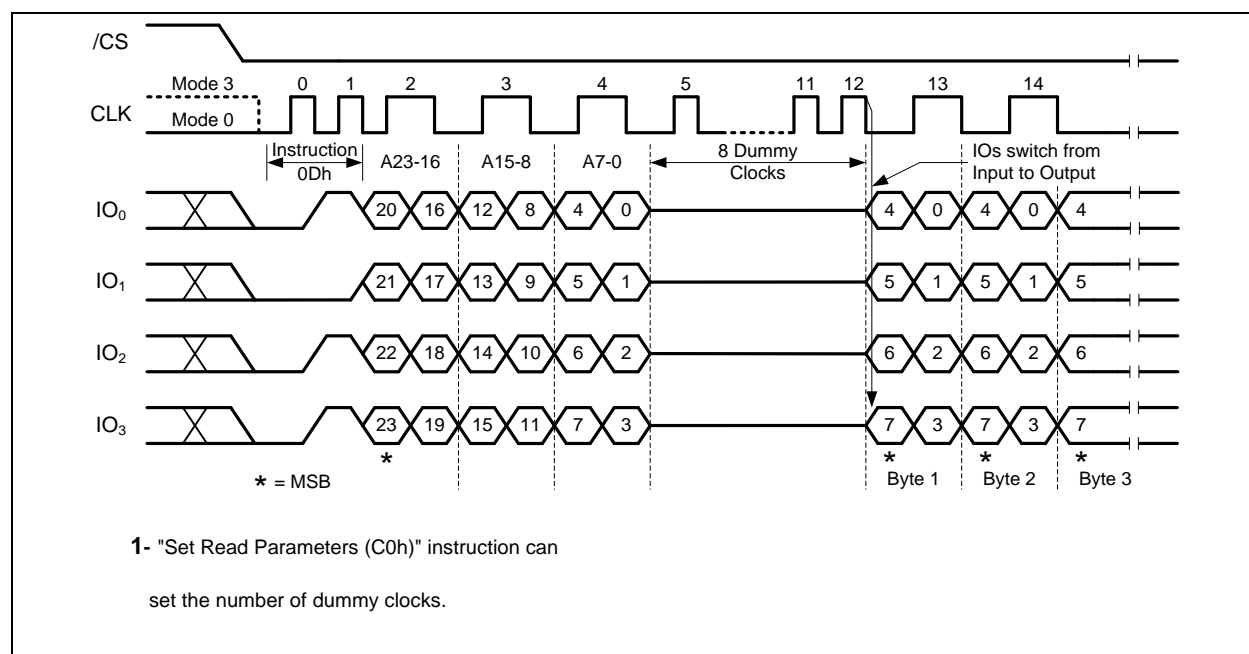 /CS
Mode 3 0 1 2 3 4 5 11 12 13 14
CLK
Mode 0
Instruction 0Dh
A23-16 A15-8 A7-0
8 Dummy Clocks
IOs switch from
Input to Output
IO₀ 20 16 12 8 4 0 4 0 4 0 4
IO₁ 21 17 13 9 5 1 5 1 5 1 5
IO₂ 22 18 14 10 6 2 6 2 6 2 6
IO₃ 23 19 15 11 7 3 7 3 7 3 7
* * * *
* = MSB Byte 1 Byte 2 Byte 3
1- "Set Read Parameters (C0h)" instruction can
set the number of dummy clocks.